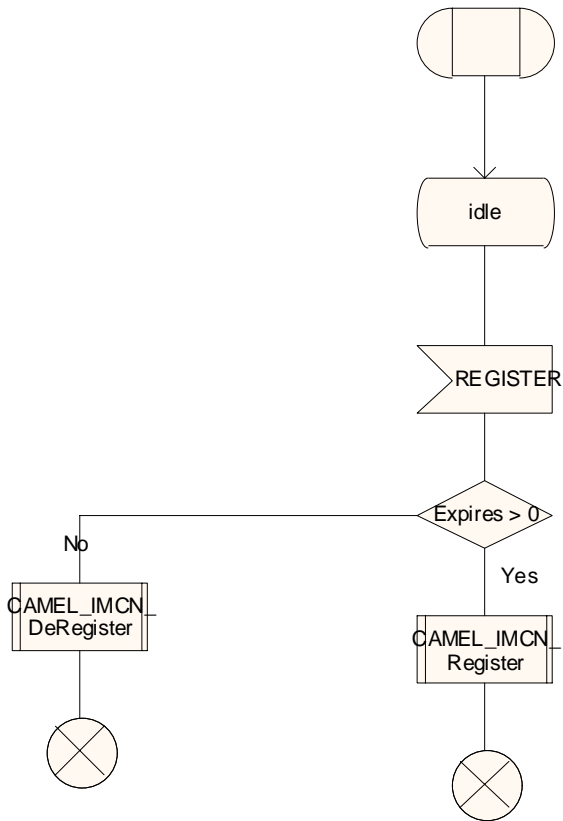 idle
REGISTER
Expires > 0
No
Yes
CAMEL_IMCN_
DeRegister
CAMEL_IMCN_
Register